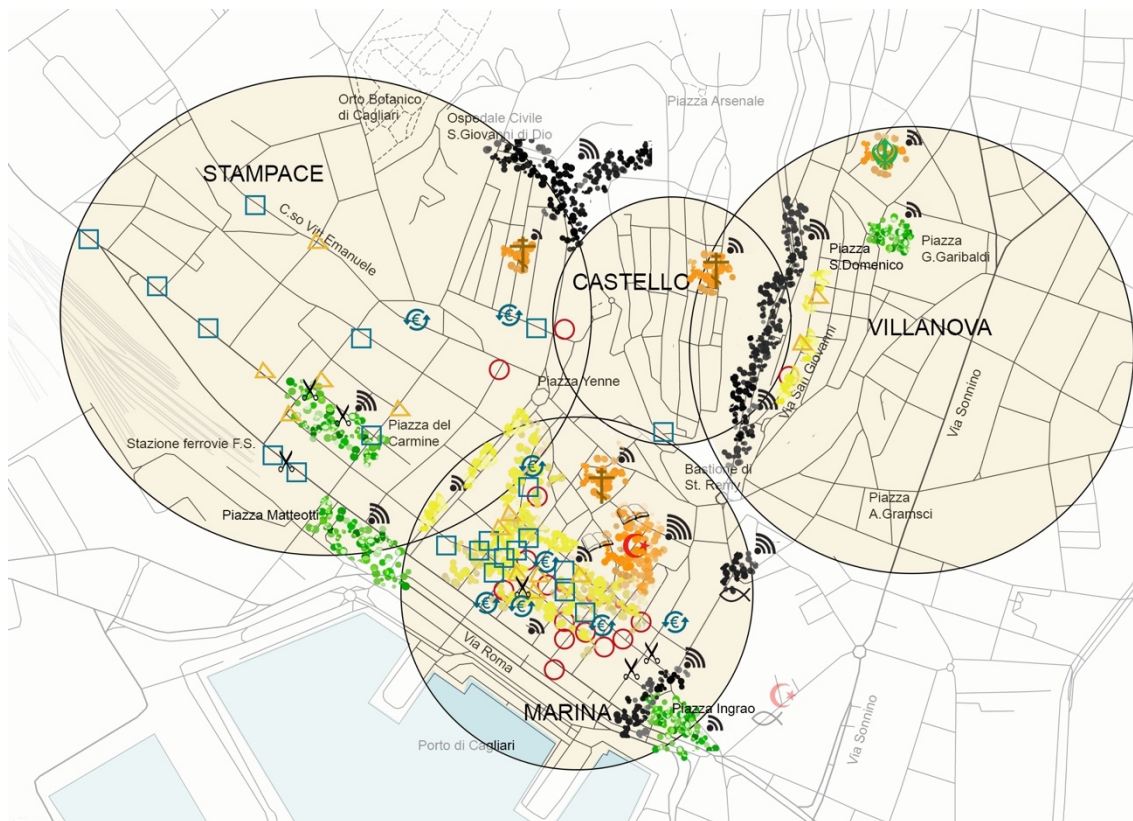 Orto Botanico
di Cagliari
Ospedale Civile
S.Giovanni di Dio
Piazza Arsenale
STAMPACE
C.so Vitt.Emanuele
CASTELLO
Piazza
S.Domenico
Piazza
G.Garibaldi
VILLANOVA
Via San Giovanni
Via Sonnino
Piazza Yenne
Piazza del
Carmine
Stazione ferrovie F.S.
Bastione di
St. Remy
Piazza
A.Gramsci
Piazza Matteotti
Via Roma
MARINA
Piazza Ingrao
Porto di Cagliari
Via Sonnino